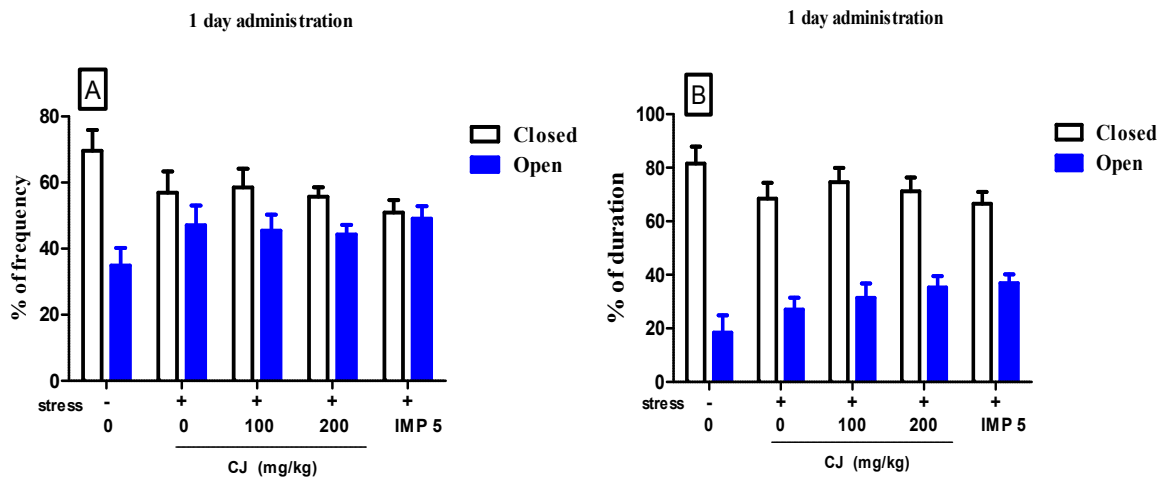 1 day administration
A
% of frequency
80
60
40
20
0
Closed
Open
stress - + + + +
0 0 100 200 IMP 5
CJ (mg/kg)
1 day administration
B
% of duration
100
80
60
40
20
0
Closed
Open
stress - + + + +
0 0 100 200 IMP 5
CJ (mg/kg)